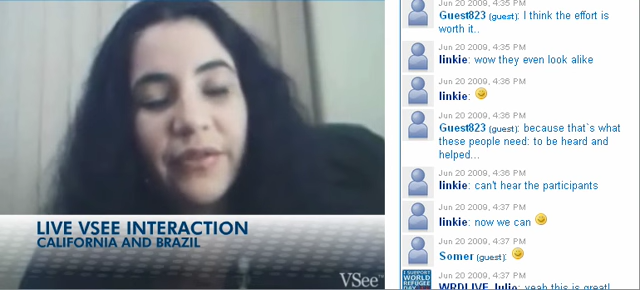 LIVE VSEE INTERACTION
CALIFORNIA AND BRAZIL
VSee
Jun 20 2009, 4:35 PM
Guest823 (guest): I think the effort is
worth it..
Jun 20 2009, 4:35 PM
linkie: wow they even look alike
Jun 20 2009, 4:36 PM
linkie:
Jun 20 2009, 4:36 PM
Guest823 (guest): because that`s what
these people need: to be heard and
helped...
Jun 20 2009, 4:36 PM
linkie: can't hear the participants
Jun 20 2009, 4:37 PM
linkie: now we can
Jun 20 2009, 4:37 PM
Somer (guest):
I SUPPORT
WORLD
REFUGEE
DAY
Jun 20 2009, 4:37 PM
WRDLIVE_Julie: yeah this is great!